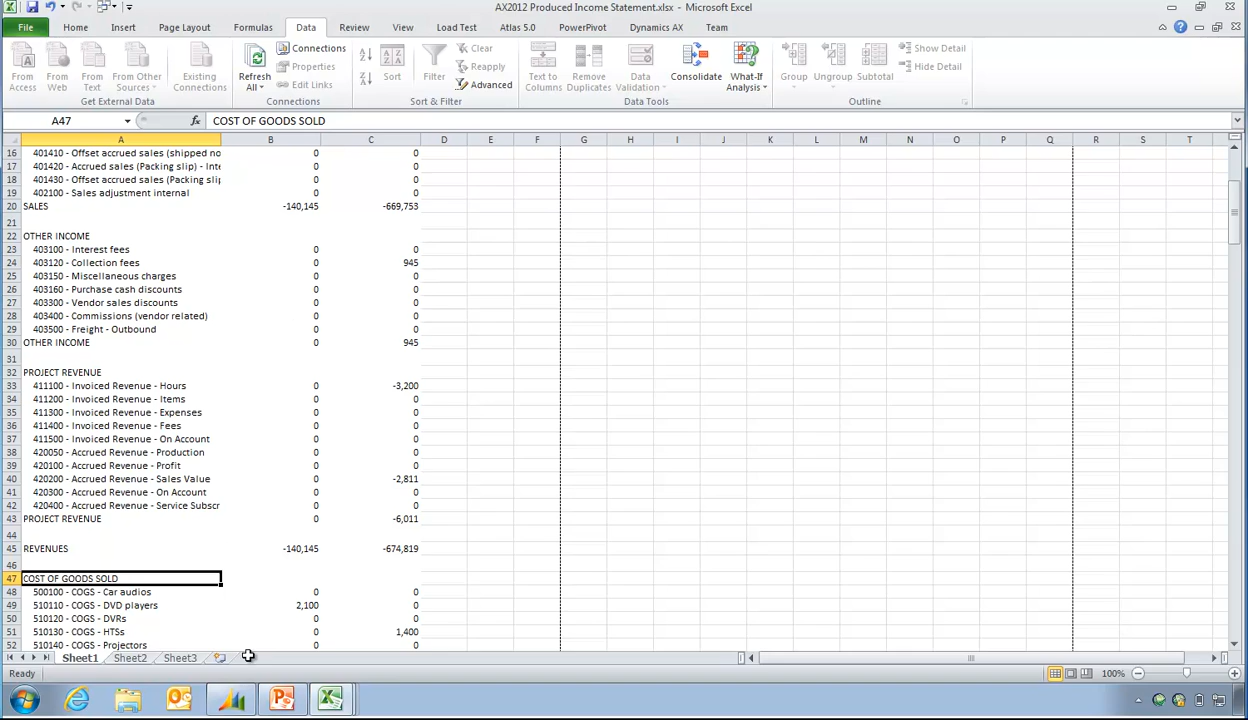 AX2012 Produced Income Statement.xlsx - Microsoft Excel
File Home Insert Page Layout Formulas Data Review View Load Test Atlas 5.0 PowerPivot Dynamics AX Team
From Access
From Web
From Text
From Other Sources
Existing Connections
Refresh All
Connections
Properties
Edit Links
Sort
Filter
Clear
Reapply
Advanced
Text to Columns
Remove Duplicates
Data Validation
Consolidate
What-If Analysis
Group
Ungroup
Subtotal
Show Detail
Hide Detail
Get External Data Connections Sort & Filter Data Tools Outline
A47 fx COST OF GOODS SOLD
A B C D E F G H I J K L M N O P Q R S T
16 401410 - Offset accrued sales (shipped no 0 0
17 401420 - Accrued sales (Packing slip) - Inte 0 0
18 401430 - Offset accrued sales (Packing slip 0 0
19 402100 - Sales adjustment internal 0 0
20 SALES -140,145 -669,753
21
22 OTHER INCOME
23 403100 - Interest fees 0 0
24 403120 - Collection fees 0 945
25 403150 - Miscellaneous charges 0 0
26 403160 - Purchase cash discounts 0 0
27 403300 - Vendor sales discounts 0 0
28 403400 - Commissions (vendor related) 0 0
29 403500 - Freight - Outbound 0 0
30 OTHER INCOME 0 945
31
32 PROJECT REVENUE
33 411100 - Invoiced Revenue - Hours 0 -3,200
34 411200 - Invoiced Revenue - Items 0 0
35 411300 - Invoiced Revenue - Expenses 0 0
36 411400 - Invoiced Revenue - Fees 0 0
37 411500 - Invoiced Revenue - On Account 0 0
38 420050 - Accrued Revenue - Production 0 0
39 420100 - Accrued Revenue - Profit 0 0
40 420200 - Accrued Revenue - Sales Value 0 -2,811
41 420300 - Accrued Revenue - On Account 0 0
42 420400 - Accrued Revenue - Service Subscr 0 0
43 PROJECT REVENUE 0 -6,011
44
45 REVENUES -140,145 -674,819
46
47 COST OF GOODS SOLD
48 500100 - COGS - Car audios 0 0
49 510110 - COGS - DVD players 2,100 0
50 510120 - COGS - DVRs 0 0
51 510130 - COGS - HTSs 0 1,400
52 510140 - COGS - Projectors 0 0
Sheet1 Sheet2 Sheet3
Ready 100%